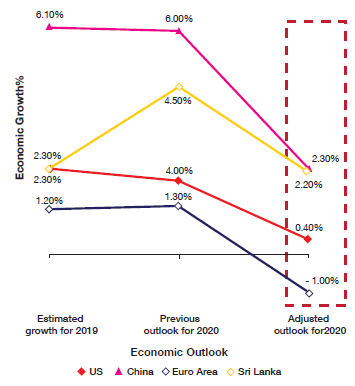 6.10%
6.00%
Economic Growth%
4.50%
2.30%
2.30%
4.00%
2.30%
2.20%
1.20%
1.30%
0.40%
- 1.00%
Estimated
growth for 2019
Previous
outlook for 2020
Adjusted
outlook for2020
Economic Outlook
US China Euro Area Sri Lanka